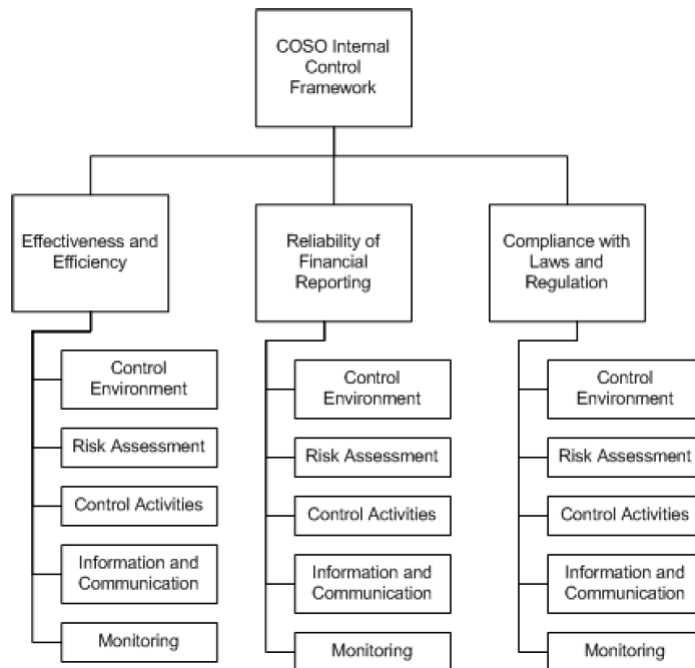 COSO Internal
Control
Framework
Effectiveness and
Efficiency
Control
Environment
Risk Assessment
Control Activities
Information and
Communication
Monitoring
Reliability of
Financial
Reporting
Control
Environment
Risk Assessment
Control Activities
Information and
Communication
Monitoring
Compliance with
Laws and
Regulation
Control
Environment
Risk Assessment
Control Activities
Information and
Communication
Monitoring